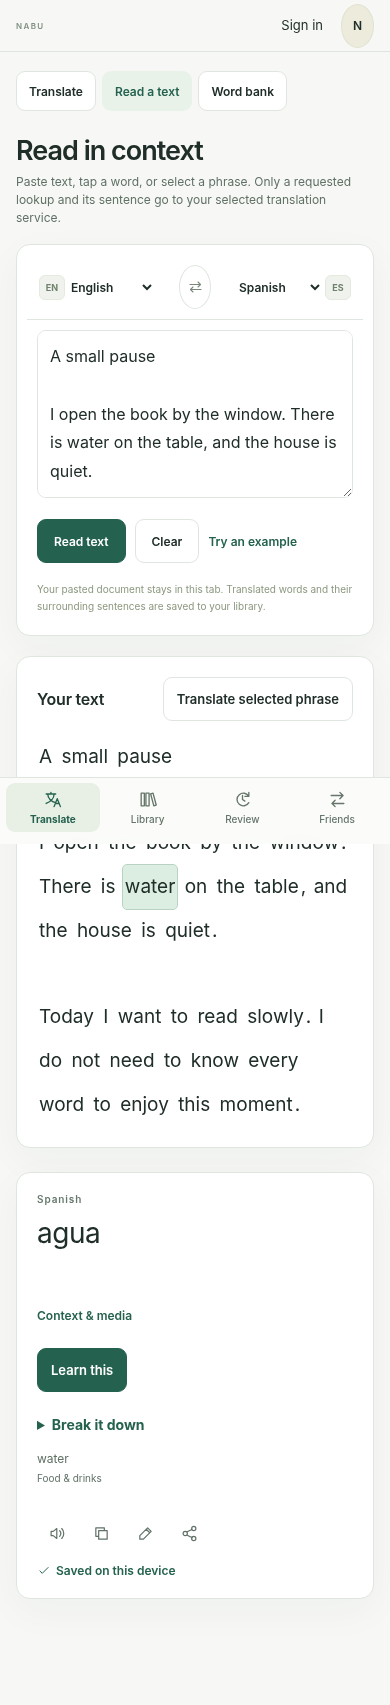 NABU
Sign in
N
Translate
Read a text
Word bank
Read in context
Paste text, tap a word, or select a phrase. Only a requested
lookup and its sentence go to your selected translation
service.
EN English
Spanish ES
A small pause
I open the book by the window. There
is water on the table, and the house is
quiet.
Read text
Clear
Try an example
Your pasted document stays in this tab. Translated words and their
surrounding sentences are saved to your library.
Your text
Translate selected phrase
A small pause
Translate
Library
Review
Friends
I open the book by the window.
There is water on the table, and
the house is quiet.
Today I want to read slowly. I
do not need to know every
word to enjoy this moment.
Spanish
agua
Context & media
Learn this
Break it down
water
Food & drinks
Saved on this device